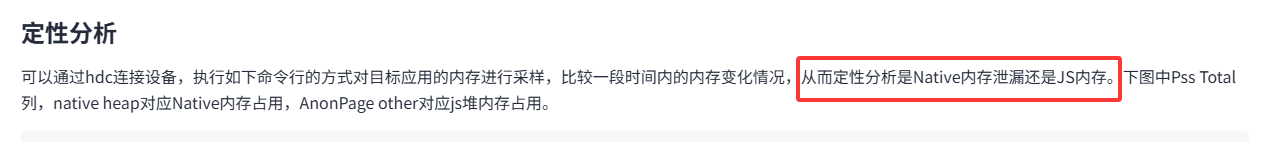 定性分析
可以通过hdc连接设备，执行如下命令行的方式对目标应用的内存进行采样，比较一段时间内的内存变化情况，从而定性分析是Native内存泄漏还是JS内存。下图中Pss Total
列，native heap对应Native内存占用，AnonPage other对应js堆内存占用。